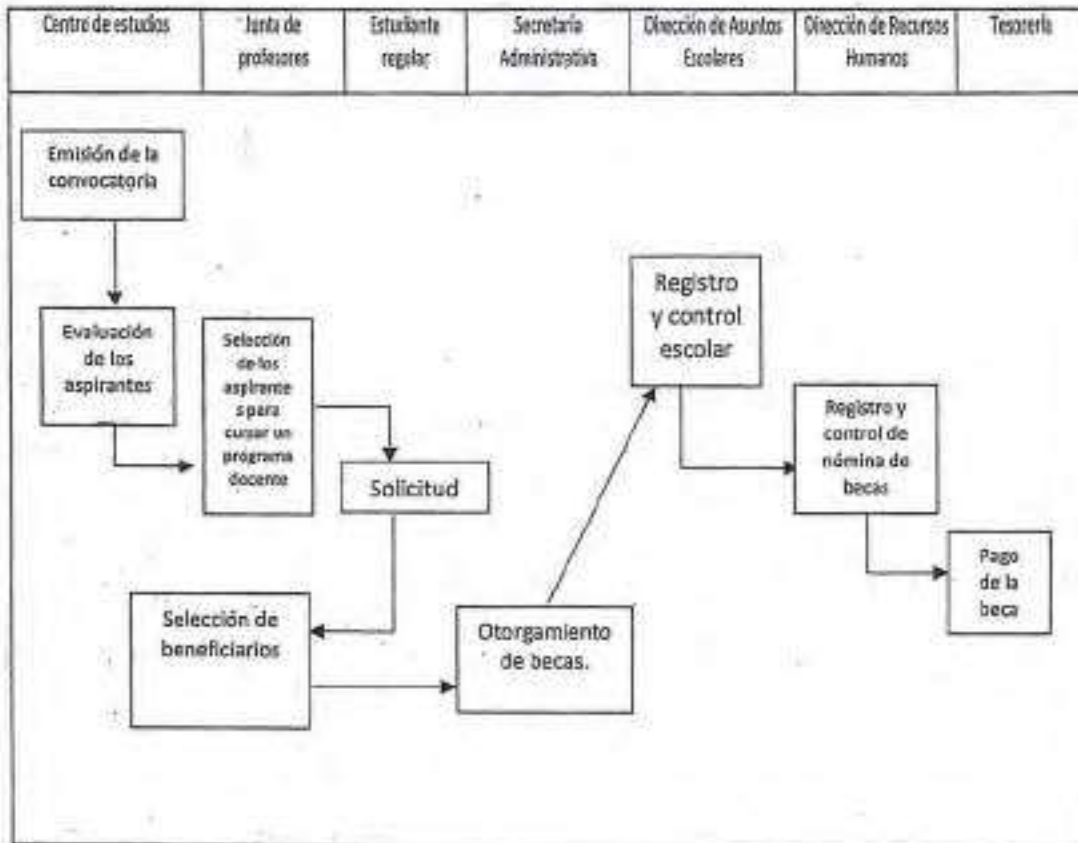 Centro de estudios
Junta de
profesores
Estudiante
regular
Secretaría
Administrativa
Dirección de Asuntos
Escolares
Dirección de Recursos
Humanos
Tesorería
Emisión de la
convocatoria
Evaluación
de los
aspirantes
Selección
de los
aspirante
s para
cursar un
programa
docente
Solicitud
Selección de
beneficiarios
Otorgamiento
de becas.
Registro
y control
escolar
Registro y
control de
nómina de
becas
Pago
de la
beca